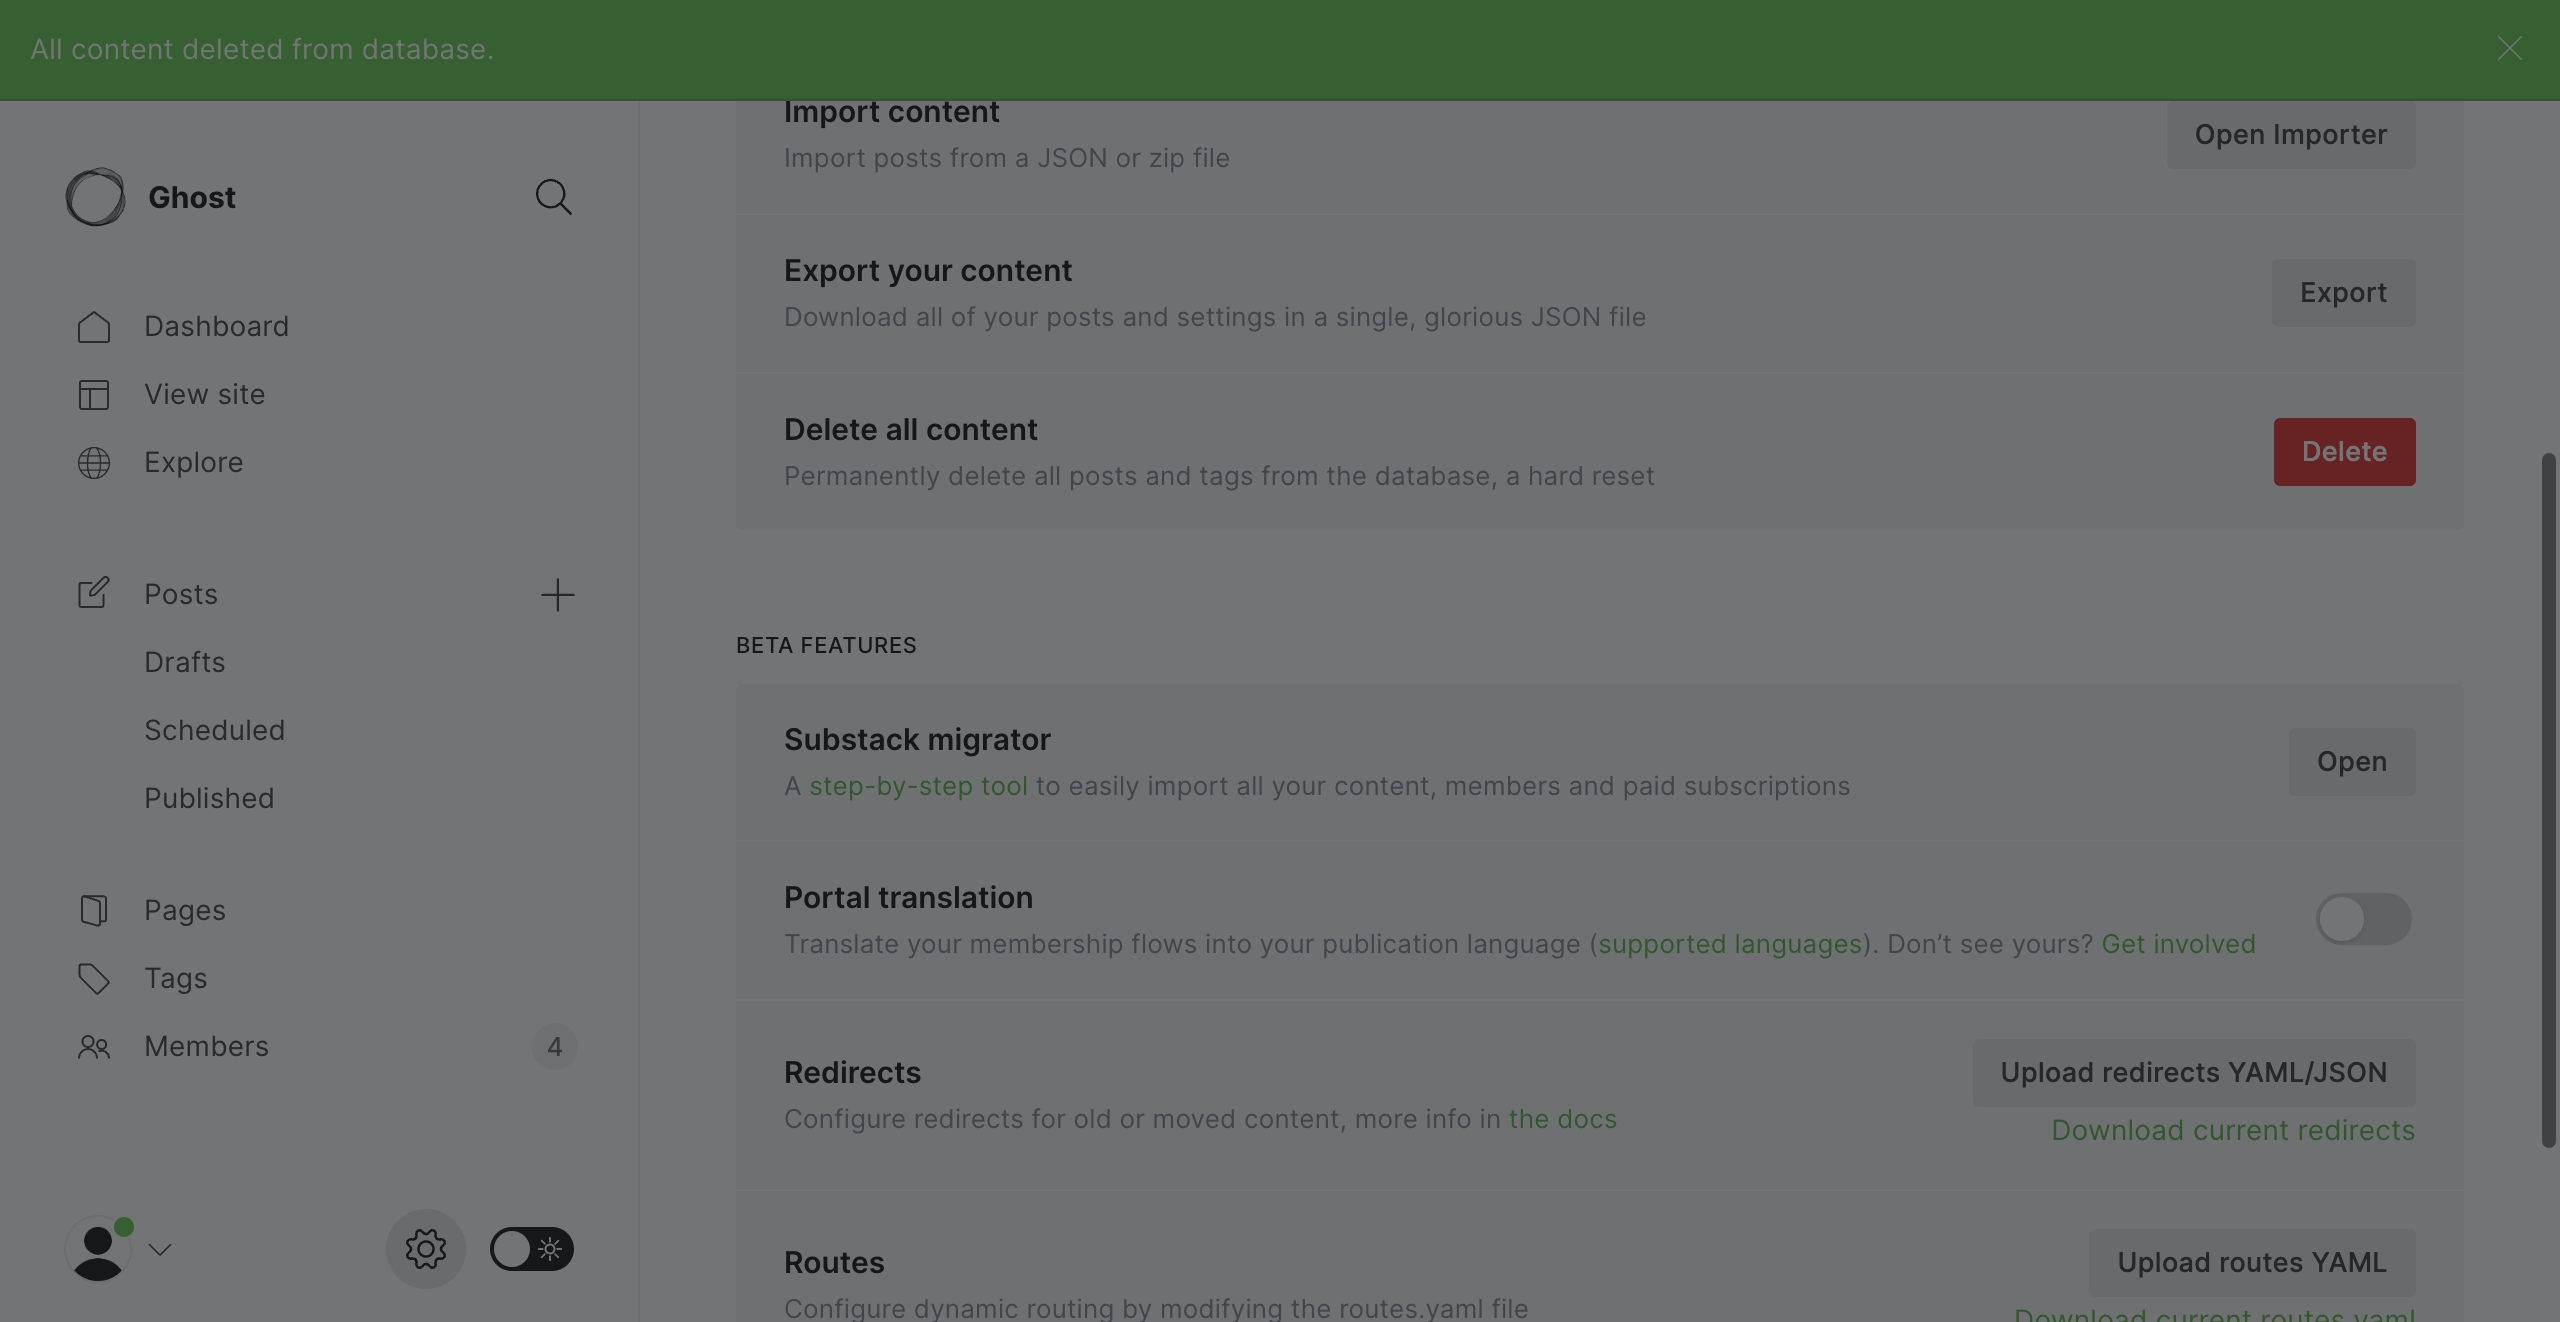 All content deleted from database.
Ghost
Dashboard
View site
Explore
Posts
Drafts
Scheduled
Published
Pages
Tags
Members 4
Import content
Import posts from a JSON or zip file
Open Importer
Export your content
Download all of your posts and settings in a single, glorious JSON file
Export
Delete all content
Permanently delete all posts and tags from the database, a hard reset
Delete
BETA FEATURES
Substack migrator
A step-by-step tool to easily import all your content, members and paid subscriptions
Open
Portal translation
Translate your membership flows into your publication language (supported languages). Don’t see yours? Get involved
Redirects
Configure redirects for old or moved content, more info in the docs
Upload redirects YAML/JSON
Download current redirects
Routes
Configure dynamic routing by modifying the routes.yaml file
Upload routes YAML
Download current routes.yaml